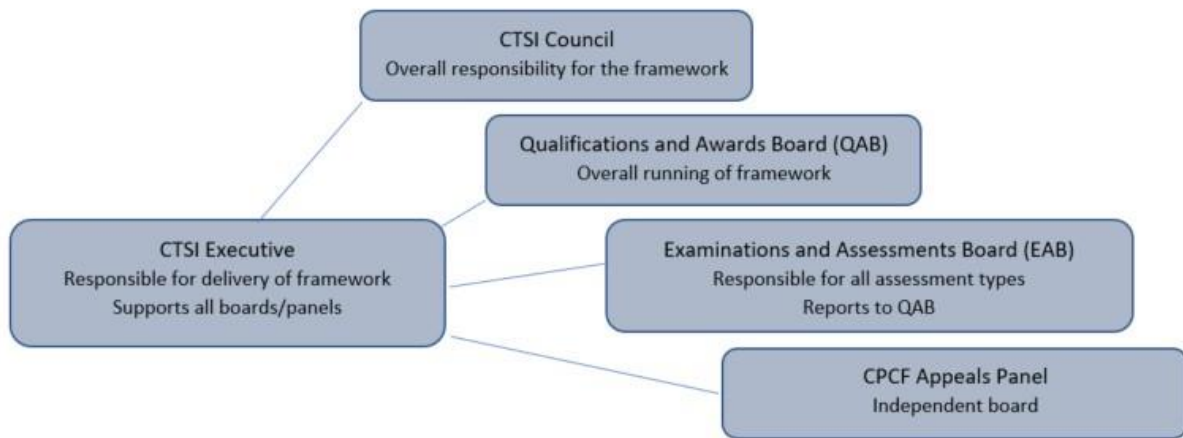 CTSI Council
Overall responsibility for the framework
Qualifications and Awards Board (QAB)
Overall running of framework
CTSI Executive
Responsible for delivery of framework
Supports all boards/panels
Examinations and Assessments Board (EAB)
Responsible for all assessment types
Reports to QAB
CPCF Appeals Panel
Independent board